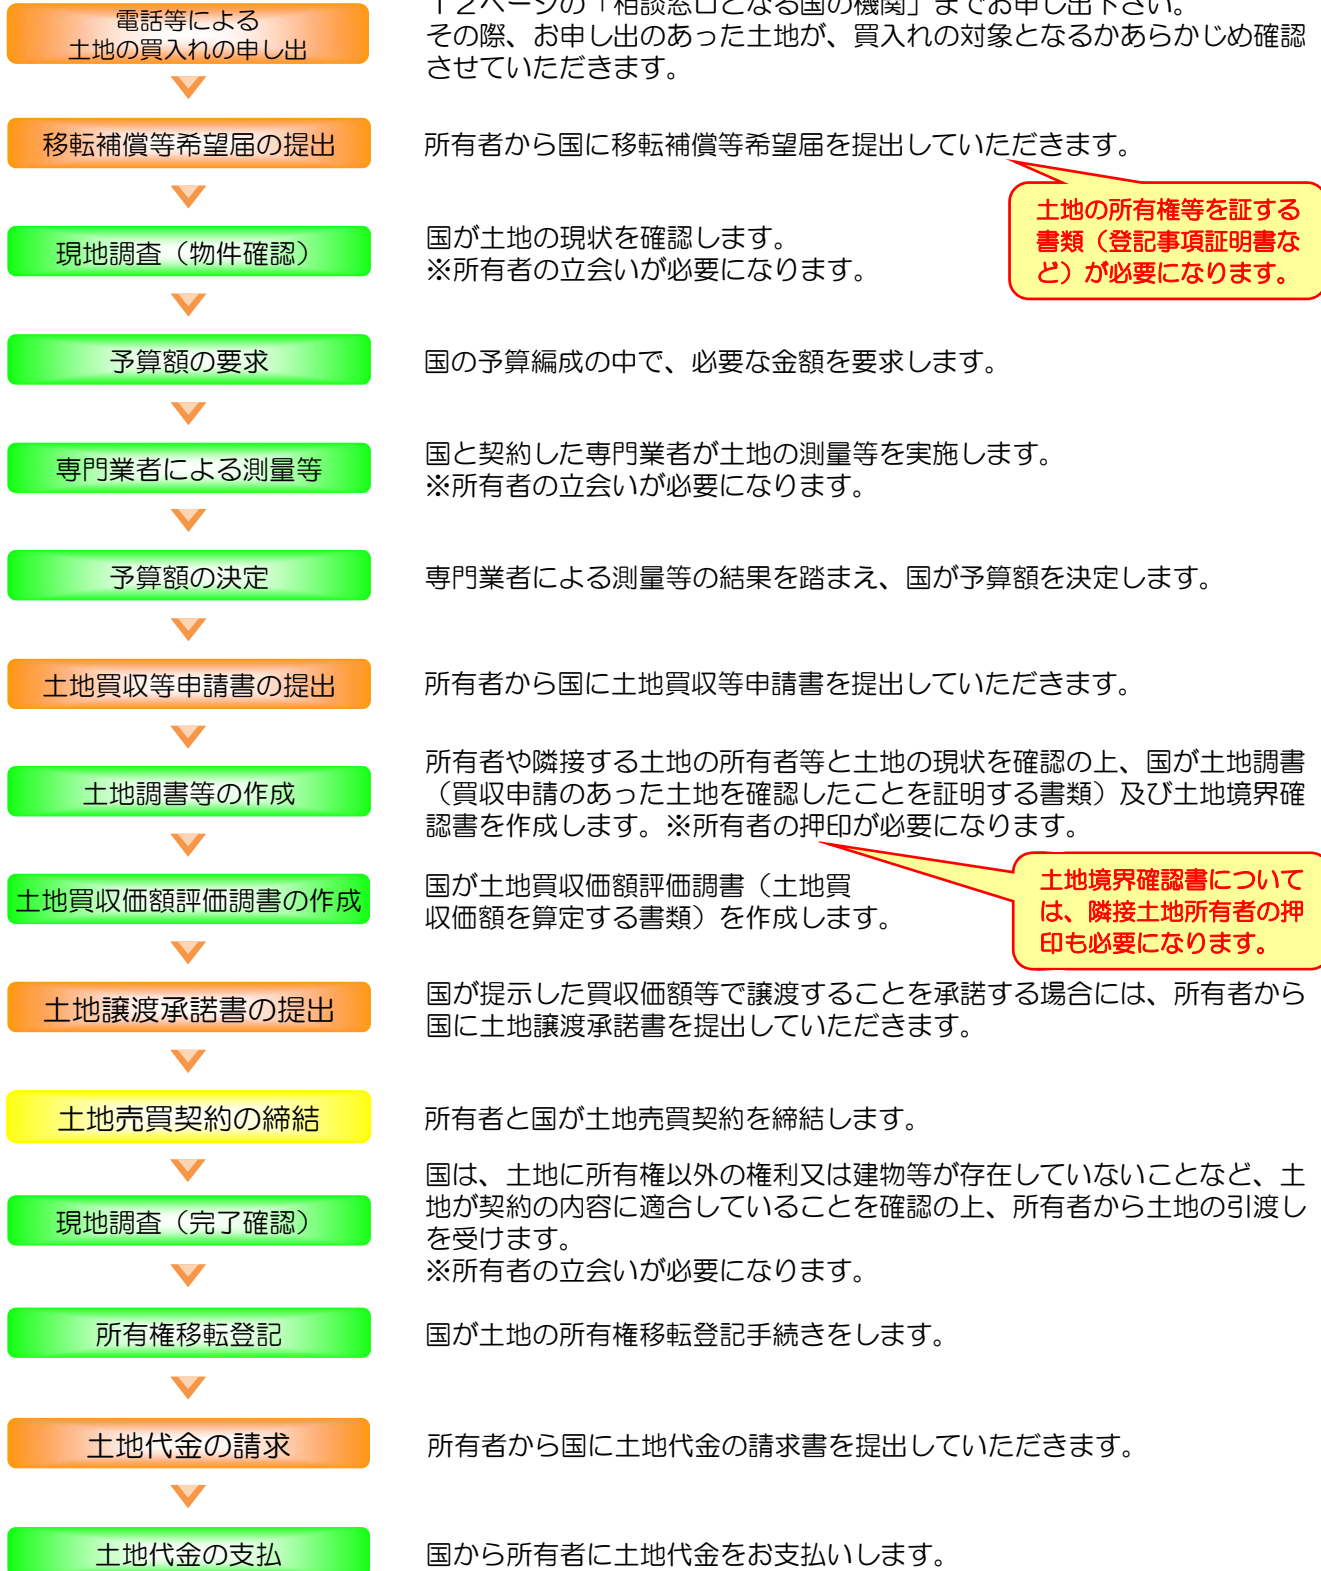 電話等による
土地の買入れの申し出
12ページの「相談窓口となる国の機関」までお申し出下さい。
その際、お申し出のあった土地が、買入れの対象となるかあらかじめ確認
させていただきます。
移転補償等希望届の提出
所有者から国に移転補償等希望届を提出していただきます。
土地の所有権等を証する
書類（登記事項証明書な
ど）が必要になります。
現地調査（物件確認）
国が土地の現状を確認します。
※所有者の立会いが必要になります。
予算額の要求
国の予算編成の中で、必要な金額を要求します。
専門業者による測量等
国と契約した専門業者が土地の測量等を実施します。
※所有者の立会いが必要になります。
予算額の決定
専門業者による測量等の結果を踏まえ、国が予算額を決定します。
土地買収等申請書の提出
所有者から国に土地買収等申請書を提出していただきます。
土地調書等の作成
所有者や隣接する土地の所有者等と土地の現状を確認の上、国が土地調書
（買収申請のあった土地を確認したことを証明する書類）及び土地境界確
認書を作成します。※所有者の押印が必要になります。
土地境界確認書について
は、隣接土地所有者の押
印も必要になります。
土地買収価額評価調書の作成
国が土地買収価額評価調書（土地買
収価額を算定する書類）を作成します。
土地譲渡承諾書の提出
国が提示した買収価額等で譲渡することを承諾する場合には、所有者から
国に土地譲渡承諾書を提出していただきます。
土地売買契約の締結
所有者と国が土地売買契約を締結します。
現地調査（完了確認）
国は、土地に所有権以外の権利又は建物等が存在していないことなど、土
地が契約の内容に適合していることを確認の上、所有者から土地の引渡し
を受けます。
※所有者の立会いが必要になります。
所有権移転登記
国が土地の所有権移転登記手続きをします。
土地代金の請求
所有者から国に土地代金の請求書を提出していただきます。
土地代金の支払
国から所有者に土地代金をお支払いします。